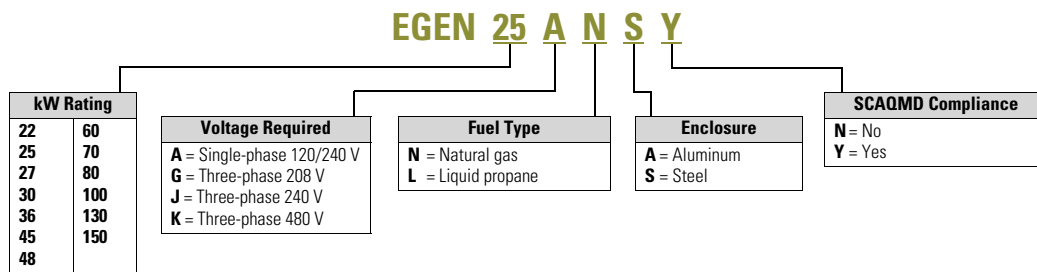 EGEN 25 A N S Y
kW Rating
22 60
25 70
27 80
30 100
36 130
45 150
48
Voltage Required
A = Single-phase 120/240 V
G = Three-phase 208 V
J = Three-phase 240 V
K = Three-phase 480 V
Fuel Type
N = Natural gas
L = Liquid propane
Enclosure
A = Aluminum
S = Steel
SCAQMD Compliance
N = No
Y = Yes